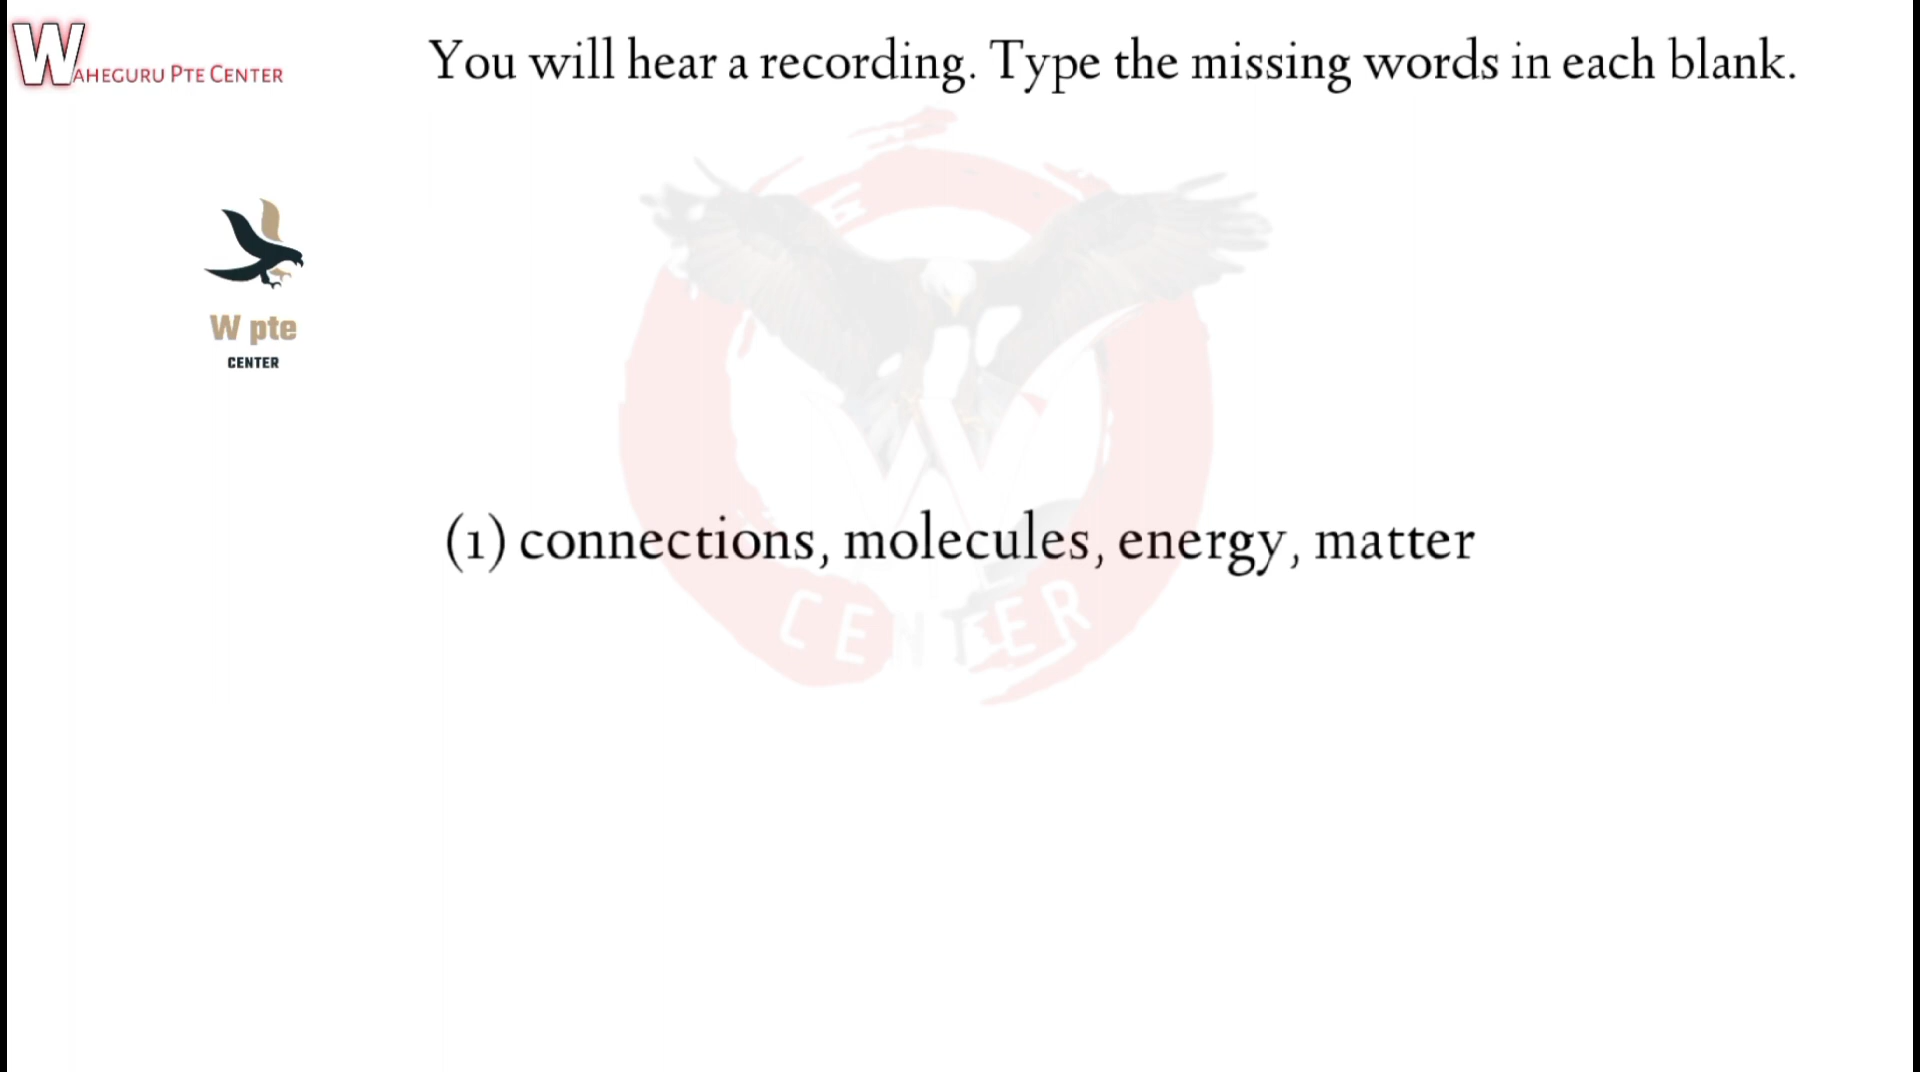 WAHEGURU PTE CENTER
You will hear a recording. Type the missing words in each blank.
W pte
CENTER
(1) connections, molecules, energy, matter
W
CENTER